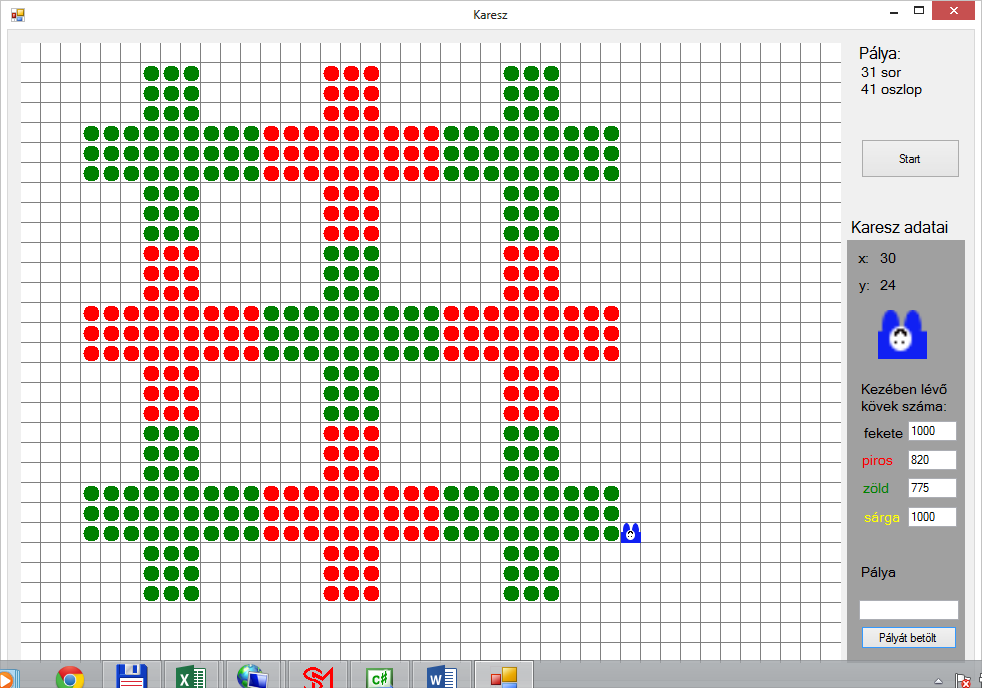 Karesz
Pálya:
31 sor
41 oszlop
Start
Karesz adatai
x: 30
y: 24
Kezében lévő
kövek száma:
fekete 1000
piros 820
zöld 775
sárga 1000
Pálya
Pályát betölt